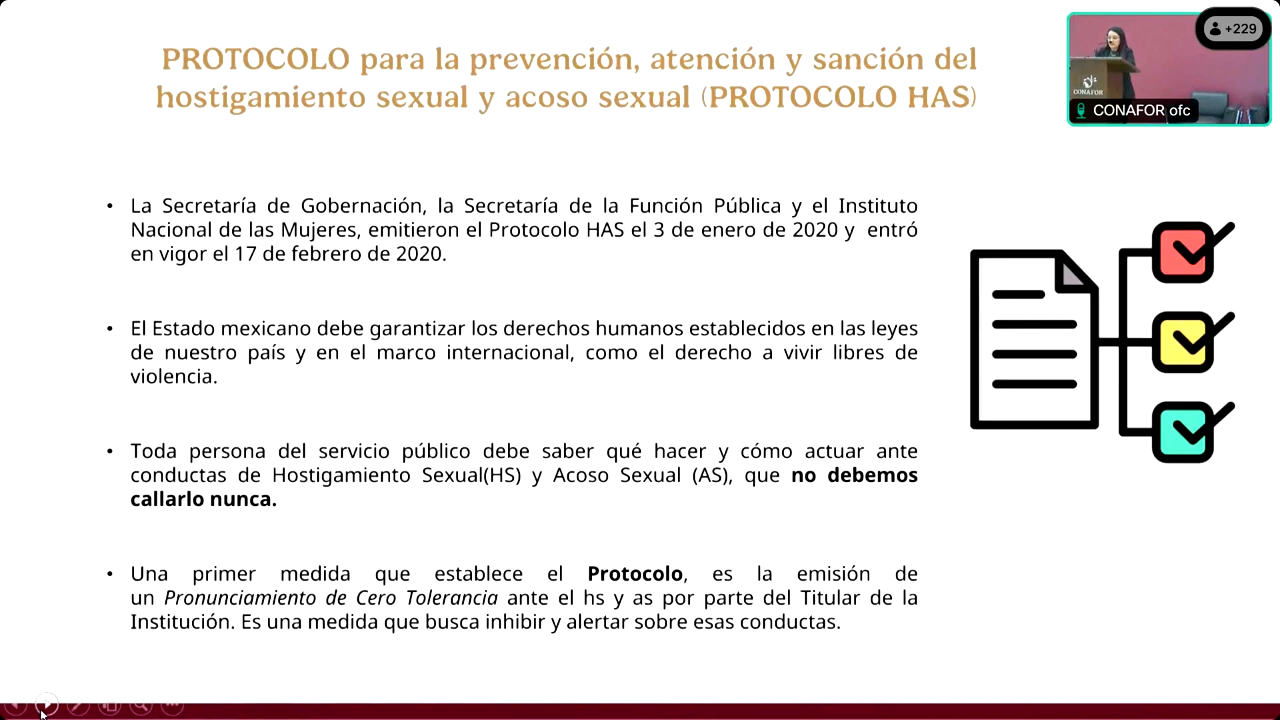 PROTOCOLO para la prevención, atención y sanción del
hostigamiento sexual y acoso sexual (PROTOCOLO HAS)
+229
CONAFOR
CONAFOR ofc
• La Secretaría de Gobernación, la Secretaría de la Función Pública y el Instituto
Nacional de las Mujeres, emitieron el Protocolo HAS el 3 de enero de 2020 y entró
en vigor el 17 de febrero de 2020.
• El Estado mexicano debe garantizar los derechos humanos establecidos en las leyes
de nuestro país y en el marco internacional, como el derecho a vivir libres de
violencia.
• Toda persona del servicio público debe saber qué hacer y cómo actuar ante
conductas de Hostigamiento Sexual(HS) y Acoso Sexual (AS), que no debemos
callarlo nunca.
• Una primer medida que establece el Protocolo, es la emisión de
un Pronunciamiento de Cero Tolerancia ante el hs y as por parte del Titular de la
Institución. Es una medida que busca inhibir y alertar sobre esas conductas.